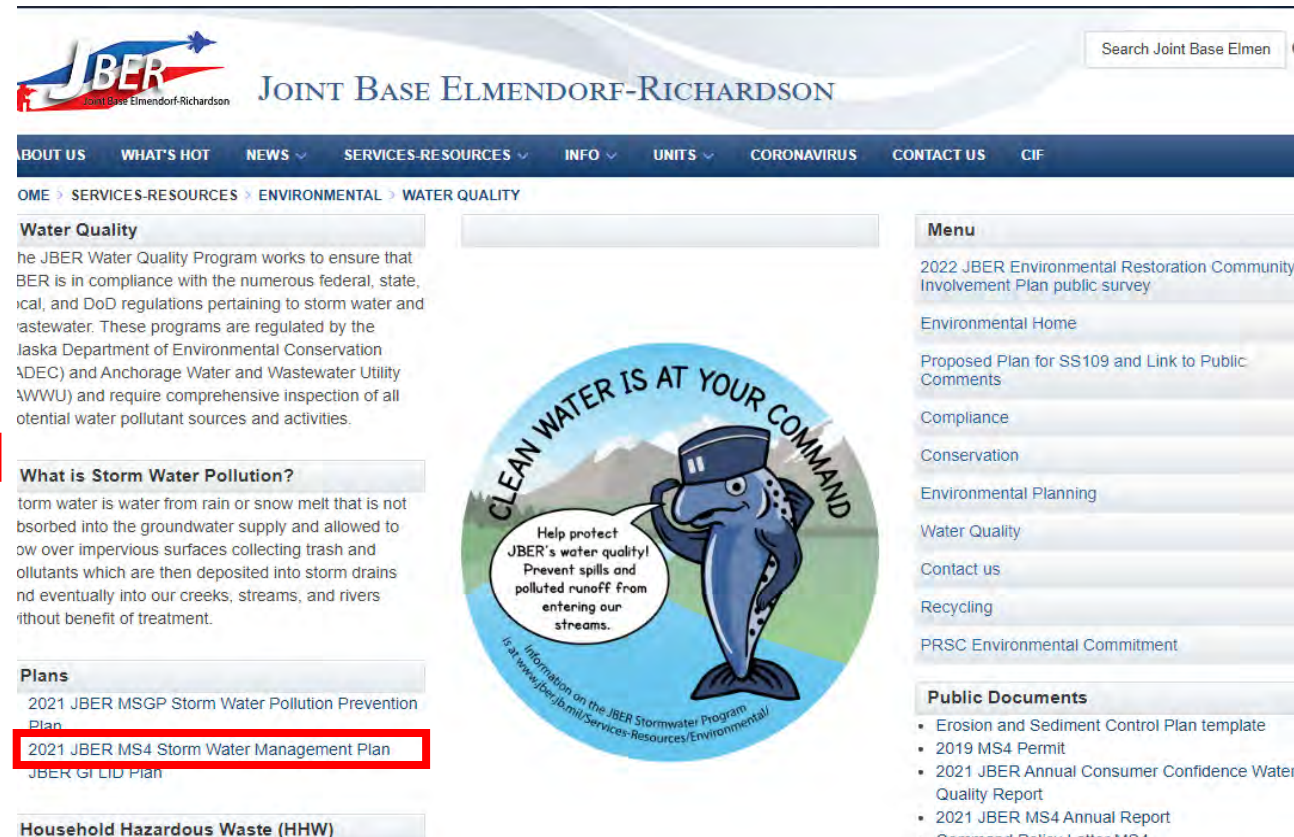 JBER
Joint Base Elmendorf-Richardson
JOINT BASE ELMENDORF-RICHARDSON
Search Joint Base Elmen
ABOUT US WHAT'S HOT NEWS SERVICES-RESOURCES INFO UNITS CORONAVIRUS CONTACT US CIF
OME > SERVICES-RESOURCES > ENVIRONMENTAL > WATER QUALITY
Water Quality
he JBER Water Quality Program works to ensure that
BER is in compliance with the numerous federal, state,
ocal, and DoD regulations pertaining to storm water and
wastewater. These programs are regulated by the
laska Department of Environmental Conservation
ADEC) and Anchorage Water and Wastewater Utility
AWWU) and require comprehensive inspection of all
otential water pollutant sources and activities.
What is Storm Water Pollution?
torm water is water from rain or snow melt that is not
bsorbed into the groundwater supply and allowed to
ow over impervious surfaces collecting trash and
ollutants which are then deposited into storm drains
nd eventually into our creeks, streams, and rivers
ithout benefit of treatment.
Plans
2021 JBER MSGP Storm Water Pollution Prevention
Plan
2021 JBER MS4 Storm Water Management Plan
JBER GI LID Plan
Household Hazardous Waste (HHW)
CLEAN WATER IS AT YOUR COMMAND
Help protect
JBER's water quality!
Prevent spills and
polluted runoff from
entering our
streams.
Information on the JBER Stormwater Program
is at www.jber.jb.mil/Services-Resources/Environmental/
Menu
2022 JBER Environmental Restoration Community
Involvement Plan public survey
Environmental Home
Proposed Plan for SS109 and Link to Public
Comments
Compliance
Conservation
Environmental Planning
Water Quality
Contact us
Recycling
PRSC Environmental Commitment
Public Documents
• Erosion and Sediment Control Plan template
• 2019 MS4 Permit
• 2021 JBER Annual Consumer Confidence Water
Quality Report
• 2021 JBER MS4 Annual Report
• Command Policy Letter MS4